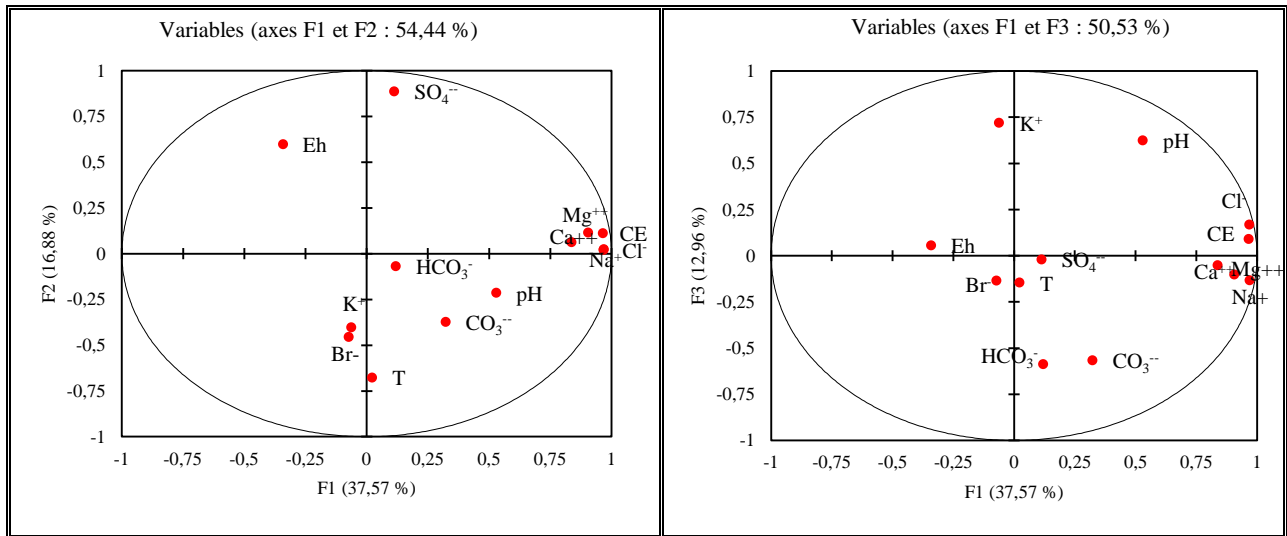 Variables (axes F1 et F2 : 54,44 %)
1
0,75
0,5
0,25
0
-0,25
-0,5
-0,75
-1
F2 (16,88 %)
SO₄⁻⁻
Eh
Mg⁺⁺
CE
Ca⁺⁺
Na⁺
Cl⁻
HCO₃⁻
pH
K⁺
CO₃⁻⁻
Br-
T
-1 -0,75 -0,5 -0,25 0 0,25 0,5 0,75 1
F1 (37,57 %)
Variables (axes F1 et F3 : 50,53 %)
1
0,75
0,5
0,25
0
-0,25
-0,5
-0,75
-1
F3 (12,96 %)
K⁺
pH
Cl⁻
CE
Eh
SO₄⁻⁻
Ca⁺⁺
Mg++
Br⁻
T
Na+
HCO₃⁻
CO₃⁻⁻
-1 -0,75 -0,5 -0,25 0 0,25 0,5 0,75 1
F1 (37,57 %)